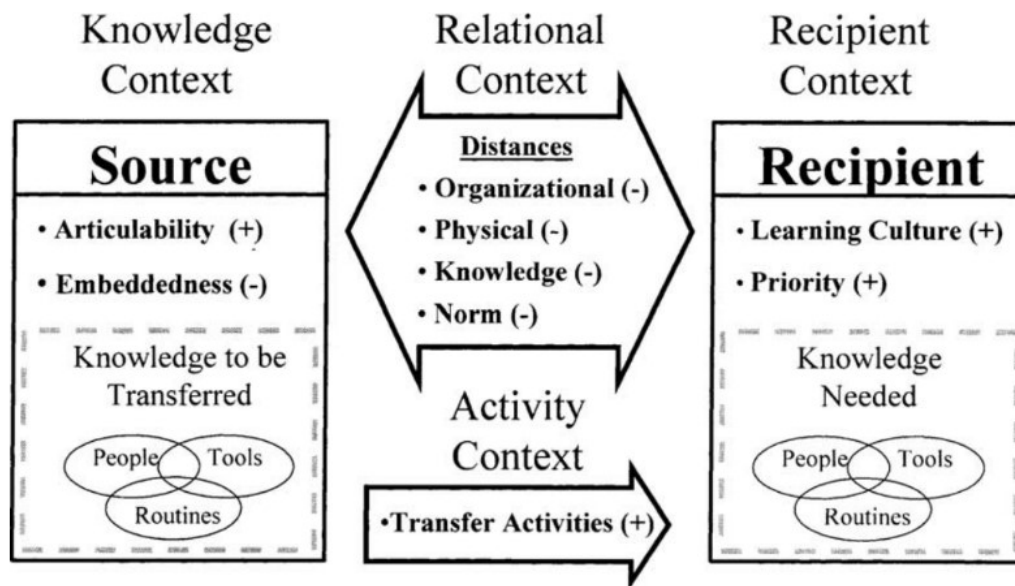 Knowledge
Context
Relational
Context
Recipient
Context
Source
• Articulability (+)
• Embeddedness (-)
Knowledge to be
Transferred
People
Tools
Routines
Distances
• Organizational (-)
• Physical (-)
• Knowledge (-)
• Norm (-)
Activity
Context
•Transfer Activities (+)
Recipient
• Learning Culture (+)
• Priority (+)
Knowledge
Needed
People
Tools
Routines